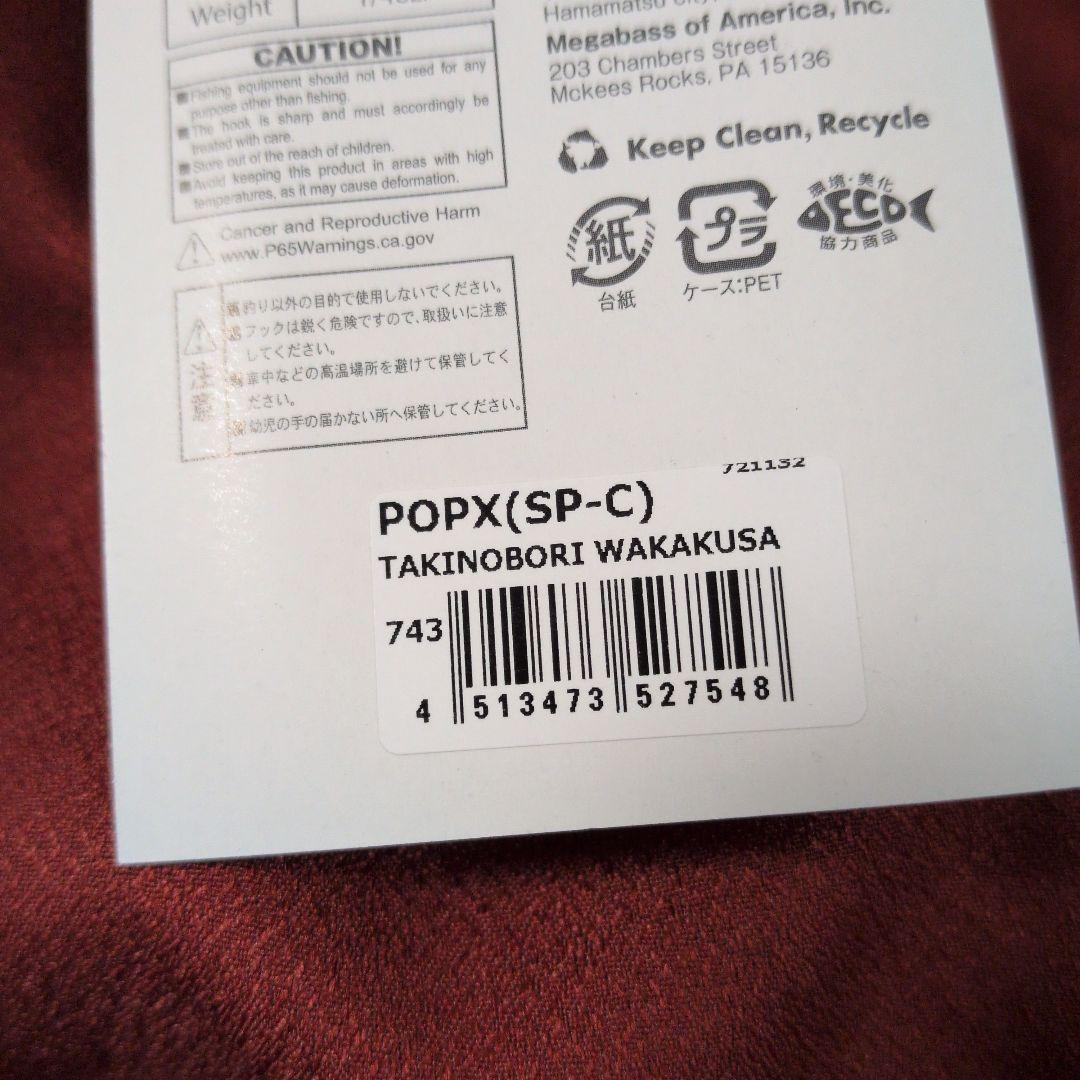 Weight
CAUTION!
■Fishing equipment should not be used for any
purpose other than fishing.
■The hook is sharp and must accordingly be
treated with care.
■Store out of the reach of children.
■Avoid keeping this product in areas with high
temperatures, as it may cause deformation.
Cancer and Reproductive Harm
www.P65Warnings.ca.gov
注意
釣り以外の目的で使用しないでください。
フックは鋭く危険ですので、取扱いに注意
してください。
車中などの高温場所を避けて保管してく
ださい。
幼児の手の届かない所へ保管してください。
Hamamatsu City,
Megabass of America, Inc.
203 Chambers Street
Mckees Rocks, PA 15136
Keep Clean, Recycle
紙
台紙
プラ
ケース:PET
環境・美化
ECO
協力商品
721132
POPX(SP-C)
TAKINOBORI WAKAKUSA
743
4 513473 527548